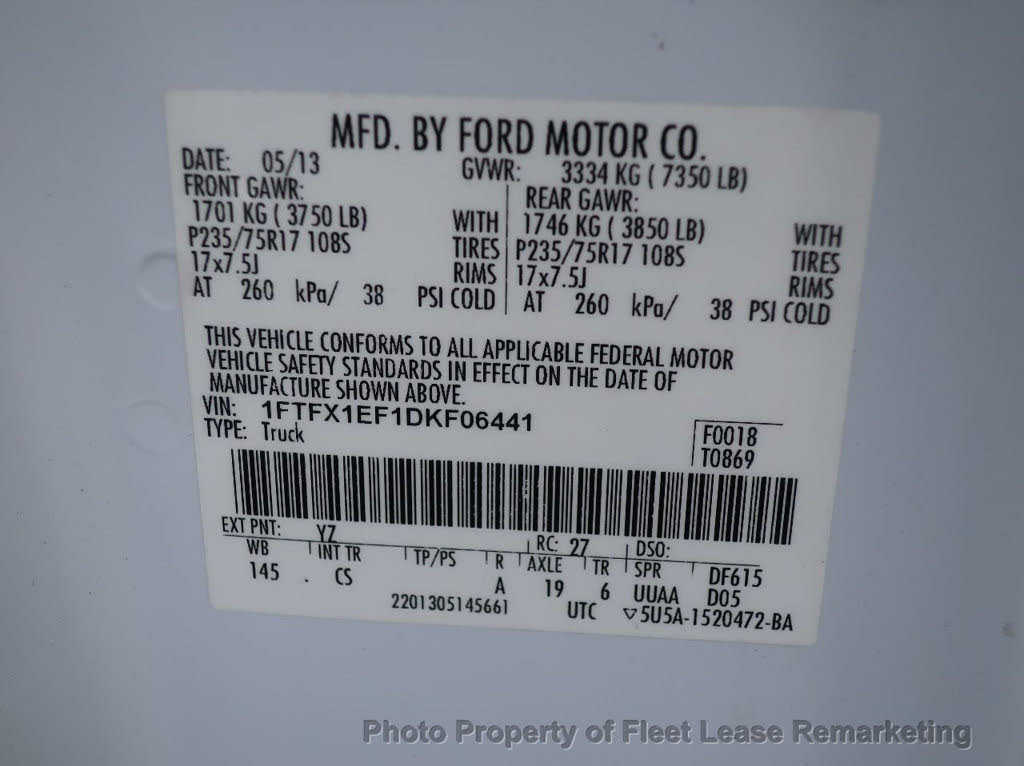 MFD. BY FORD MOTOR CO.
DATE: 05/13 GVWR: 3334 KG ( 7350 LB)
FRONT GAWR: REAR GAWR:
1701 KG ( 3750 LB) WITH 1746 KG ( 3850 LB) WITH
P235/75R17 108S TIRES P235/75R17 108S TIRES
17x7.5J RIMS 17x7.5J RIMS
AT 260 kPa/ 38 PSI COLD AT 260 kPa/ 38 PSI COLD
THIS VEHICLE CONFORMS TO ALL APPLICABLE FEDERAL MOTOR
VEHICLE SAFETY STANDARDS IN EFFECT ON THE DATE OF
MANUFACTURE SHOWN ABOVE.
VIN: 1FTFX1EF1DKF06441 F0018
TYPE: Truck T0869
EXT PNT: YZ RC: 27 DSO:
WB INT TR TP/PS R AXLE TR SPR DF615
145 . CS A 19 6 UUAA D05
2201305145661 UTC ▽5U5A-1520472-BA
Photo Property of Fleet Lease Remarketing